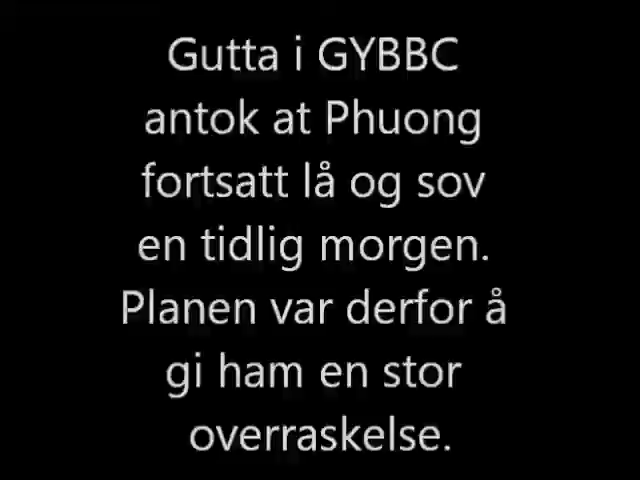 Gutta i GYBBC
antok at Phuong
fortsatt lå og sov
en tidlig morgen.
Planen var derfor å
gi ham en stor
overraskelse.